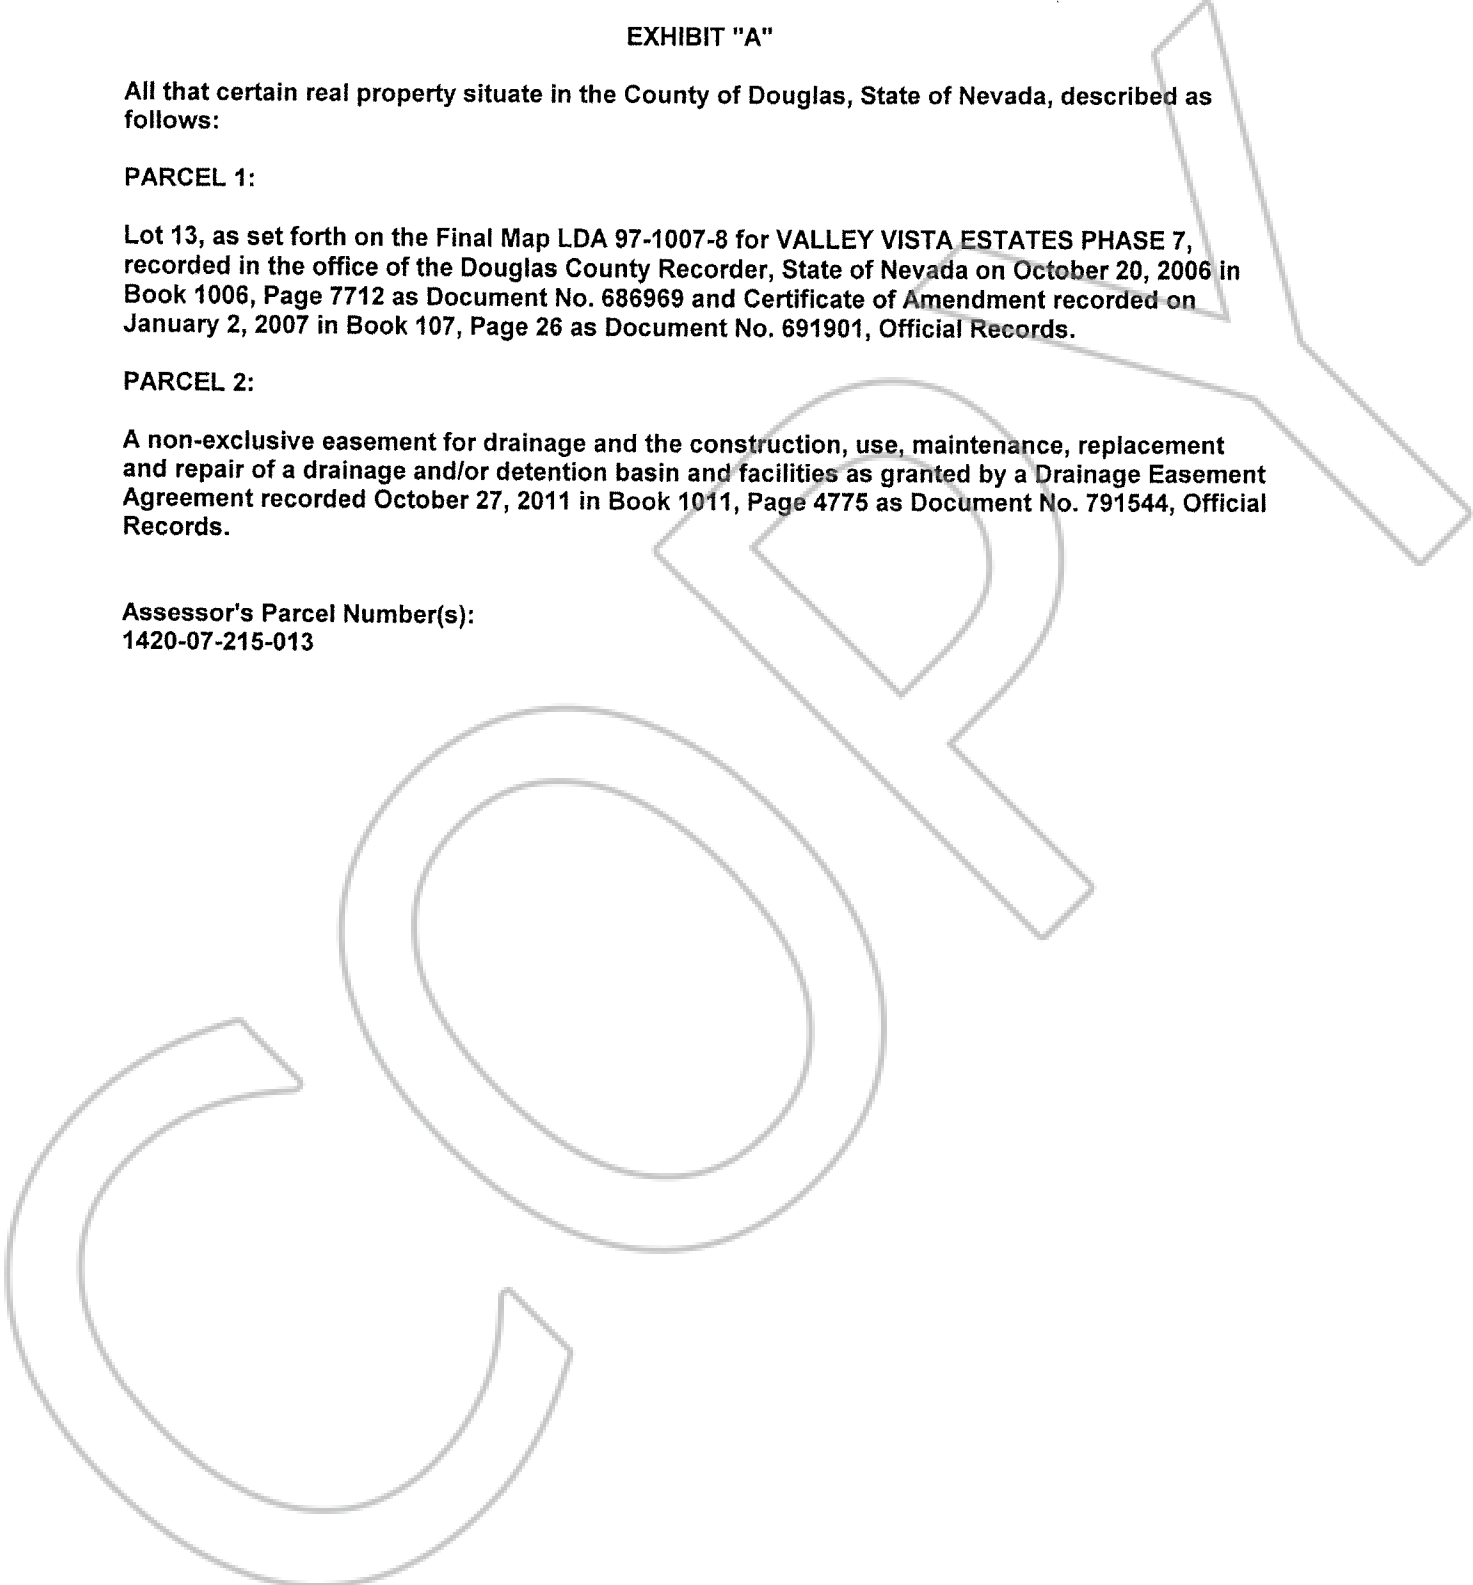 EXHIBIT "A"
All that certain real property situate in the County of Douglas, State of Nevada, described as
follows:
PARCEL 1:
Lot 13, as set forth on the Final Map LDA 97-1007-8 for VALLEY VISTA ESTATES PHASE 7,
recorded in the office of the Douglas County Recorder, State of Nevada on October 20, 2006 in
Book 1006, Page 7712 as Document No. 686969 and Certificate of Amendment recorded on
January 2, 2007 in Book 107, Page 26 as Document No. 691901, Official Records.
PARCEL 2:
A non-exclusive easement for drainage and the construction, use, maintenance, replacement
and repair of a drainage and/or detention basin and facilities as granted by a Drainage Easement
Agreement recorded October 27, 2011 in Book 1011, Page 4775 as Document No. 791544, Official
Records.
Assessor's Parcel Number(s):
1420-07-215-013
COPY